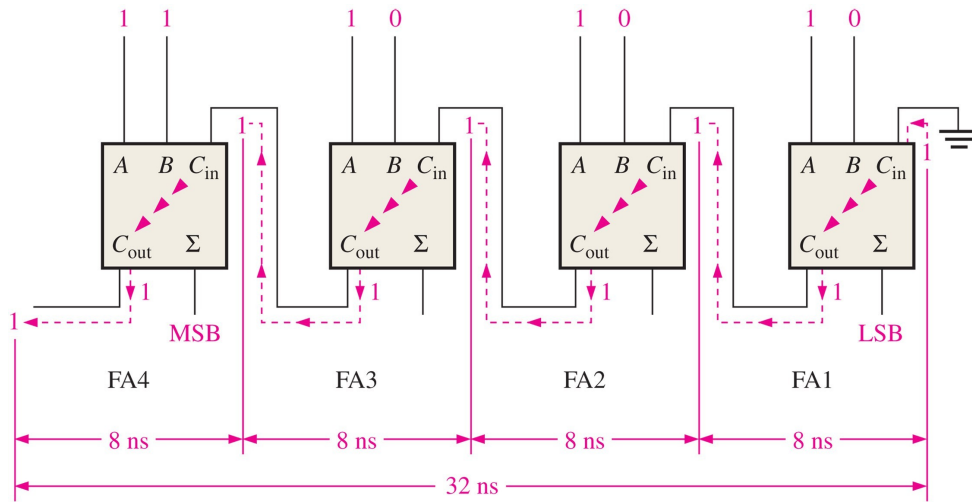 1 1 1 0 1 0 1 0
1 1 1 1
A B Cin A B Cin A B Cin A B Cin
Cout Σ Cout Σ Cout Σ Cout Σ
1 1 1 1
1 MSB LSB
FA4 FA3 FA2 FA1
8 ns 8 ns 8 ns 8 ns
32 ns